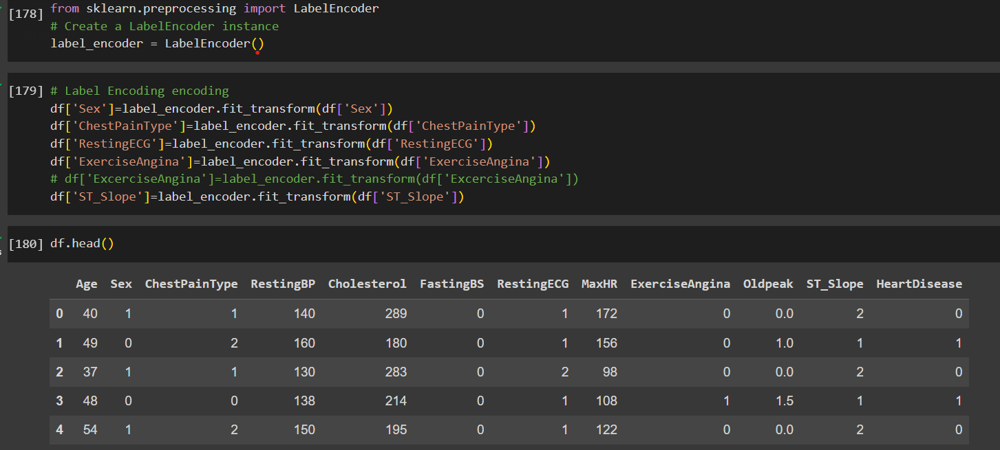 [178] from sklearn.preprocessing import LabelEncoder
# Create a LabelEncoder instance
label_encoder = LabelEncoder()
[179] # Label Encoding encoding
df['Sex']=label_encoder.fit_transform(df['Sex'])
df['ChestPainType']=label_encoder.fit_transform(df['ChestPainType'])
df['RestingECG']=label_encoder.fit_transform(df['RestingECG'])
df['ExerciseAngina']=label_encoder.fit_transform(df['ExerciseAngina'])
# df['ExcerciseAngina']=label_encoder.fit_transform(df['ExcerciseAngina'])
df['ST_Slope']=label_encoder.fit_transform(df['ST_Slope'])
[180] df.head()
Age Sex ChestPainType RestingBP Cholesterol FastingBS RestingECG MaxHR ExerciseAngina Oldpeak ST_Slope HeartDisease
0 40 1 1 140 289 0 1 172 0 0.0 2 0
1 49 0 2 160 180 0 1 156 0 1.0 1 1
2 37 1 1 130 283 0 2 98 0 0.0 2 0
3 48 0 0 138 214 0 1 108 1 1.5 1 1
4 54 1 2 150 195 0 1 122 0 0.0 2 0